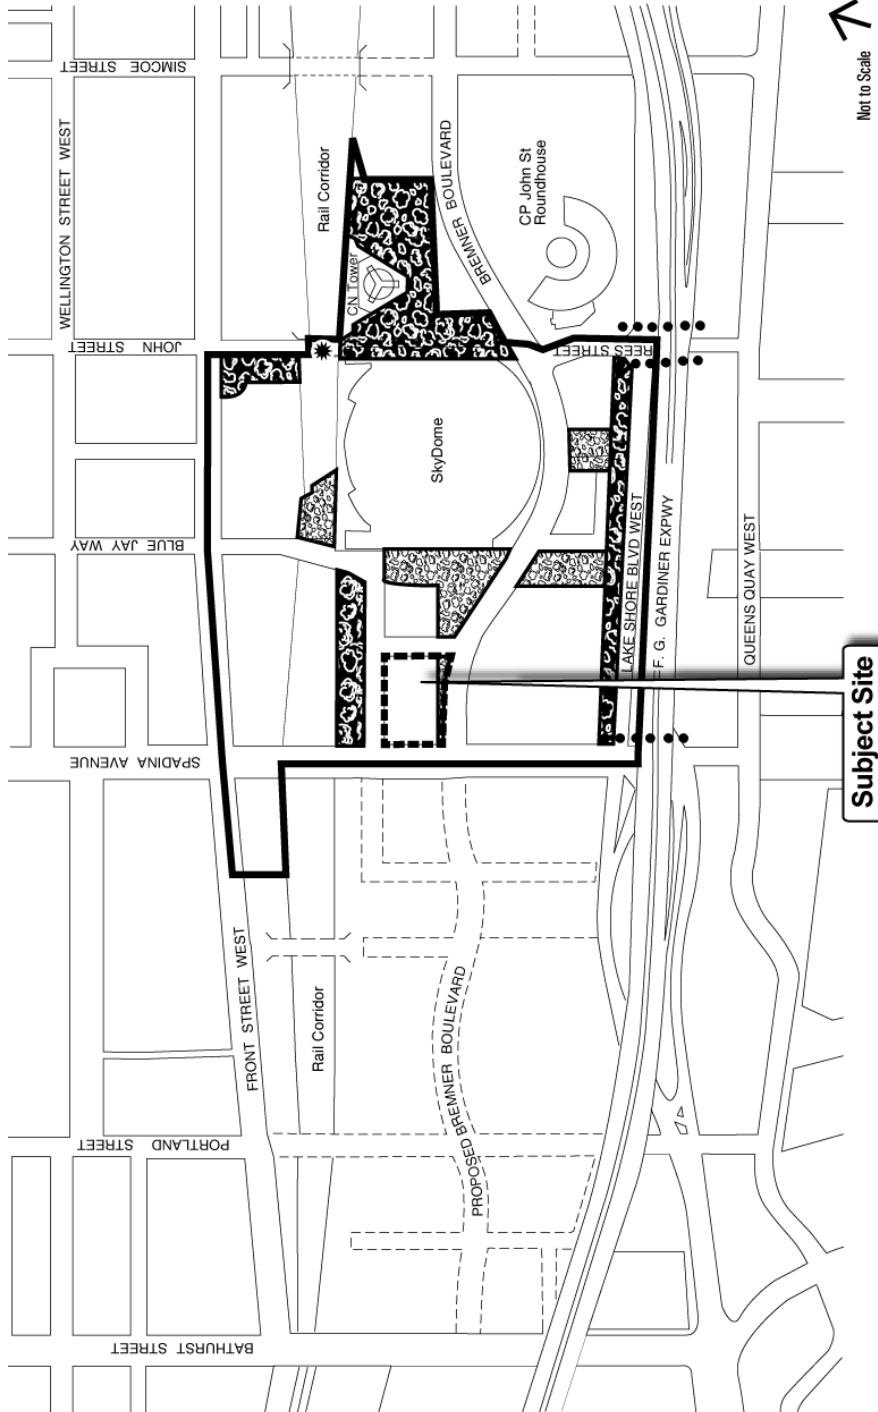 SIMCOE STREET
WELLINGTON STREET WEST
JOHN STREET
BLUE JAY WAY
SPADINA AVENUE
FRONT STREET WEST
PORTLAND STREET
BATHURST STREET
Rail Corridor
CN Tower
BREMNER BOULEVARD
CP John St
Roundhouse
REES STREET
SkyDome
LAKE SHORE BLVD WEST
F. G. GARDINER EXPWY
QUEENS QUAY WEST
Rail Corridor
PROPOSED BREMNER BOULEVARD
Subject Site
Not to Scale